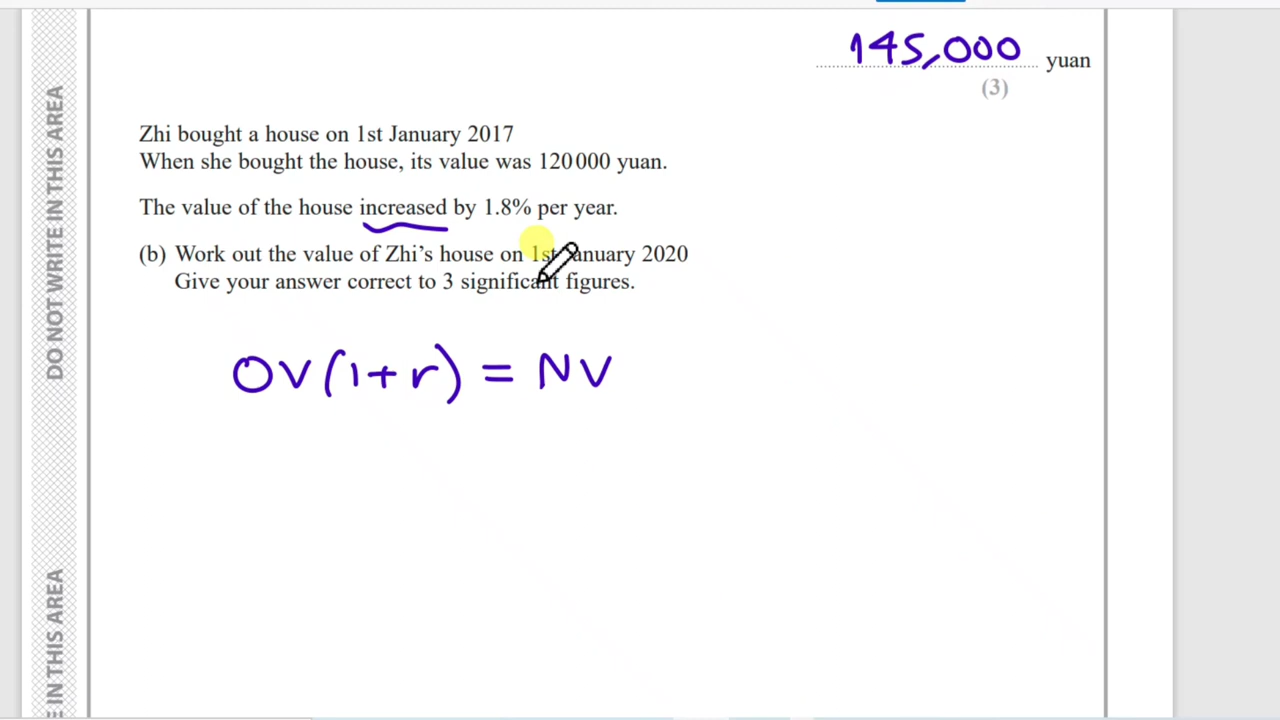 145,000 yuan
(3)
Zhi bought a house on 1st January 2017
When she bought the house, its value was 120 000 yuan.
The value of the house increased by 1.8% per year.
(b) Work out the value of Zhi’s house on 1st January 2020
Give your answer correct to 3 significant figures.
OV(1+r) = NV
DO NOT WRITE IN THIS AREA
E IN THIS AREA